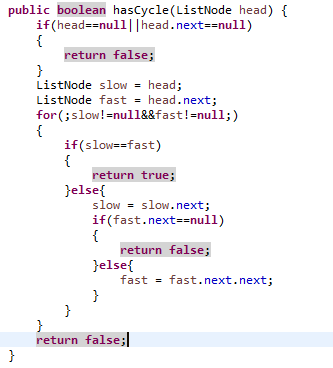 public boolean hasCycle(ListNode head) {
    if(head==null||head.next==null)
    {
        return false;
    }
    ListNode slow = head;
    ListNode fast = head.next;
    for(;slow!=null&&fast!=null;)
    {
        if(slow==fast)
        {
            return true;
        }else{
            slow = slow.next;
            if(fast.next==null)
            {
                return false;
            }else{
                fast = fast.next.next;
            }
        }
    }
    return false;
}